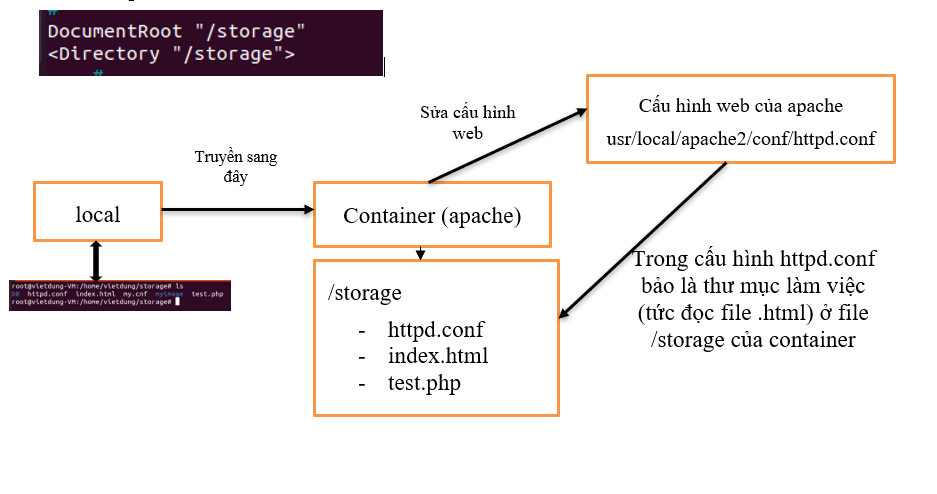 #
DocumentRoot "/storage"
<Directory "/storage">
#
Sửa cấu hình
web
Cấu hình web của apache
usr/local/apache2/conf/httpd.conf
Truyền sang
đây
local
Container (apache)
root@vietdung-VM:/home/vietdung/storage# ls
DB httpd.conf index.html my.cnf myimage test.php
root@vietdung-VM:/home/vietdung/storage#
/storage
- httpd.conf
- index.html
- test.php
Trong cấu hình httpd.conf
bảo là thư mục làm việc
(tức đọc file .html) ở file
/storage của container